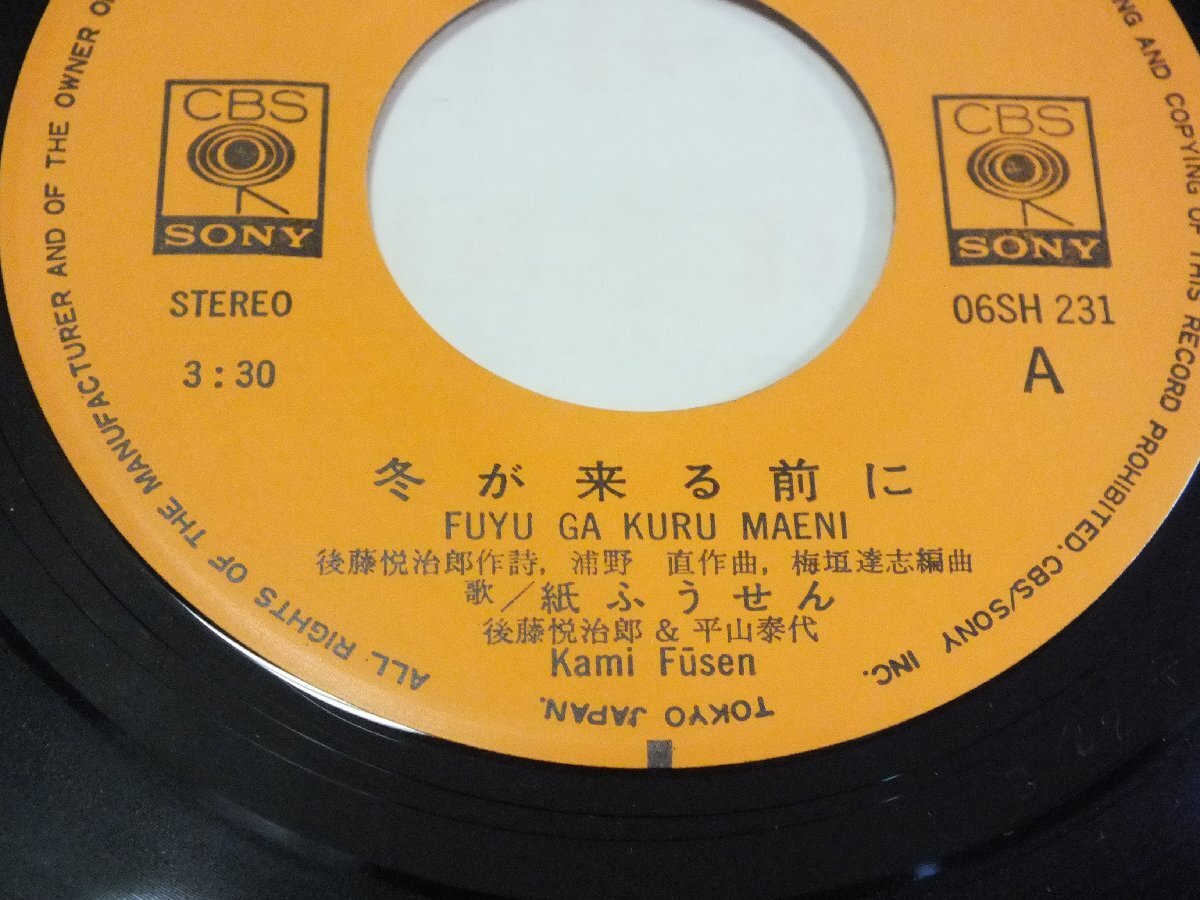 CBS
SONY
STEREO
3:30
CBS
SONY
06SH 231
A
冬が来る前に
FUYU GA KURU MAENI
後藤悦治郎作詩, 浦野 直作曲, 梅垣達志編曲
歌/紙ふうせん
後藤悦治郎 & 平山泰代
Kami Fūsen
ALL RIGHTS OF THE MANUFACTURER AND OF THE OWNER
AND COPYING OF THIS RECORD PROHIBITED. CBS/SONY INC.
TOKYO JAPAN.